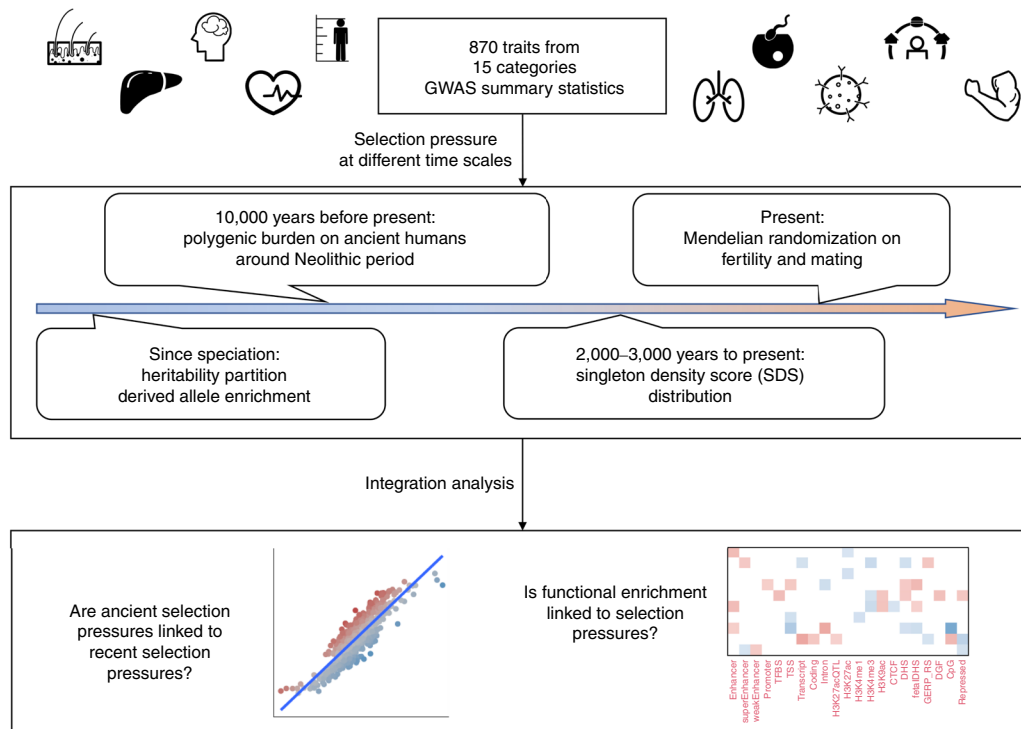 870 traits from
15 categories
GWAS summary statistics
Selection pressure
at different time scales
10,000 years before present:
polygenic burden on ancient humans
around Neolithic period
Present:
Mendelian randomization on
fertility and mating
Since speciation:
heritability partition
derived allele enrichment
2,000–3,000 years to present:
singleton density score (SDS)
distribution
Integration analysis
Are ancient selection
pressures linked to
recent selection
pressures?
Is functional enrichment
linked to selection
pressures?
Enhancer
superEnhancer
weakEnhancer
Promoter
TFBS
TSS
Transcript
Coding
Intron
H3K27acQTL
H3K27ac
H3K4me1
H3K4me3
H3K9ac
CTCF
DHS
fetalDHS
GERP_RS
DGF
CpG
Repressed